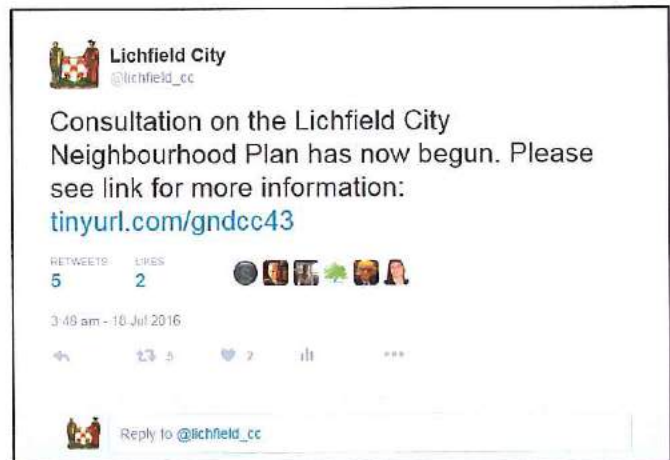 Lichfield City
@lichfield_cc
Consultation on the Lichfield City
Neighbourhood Plan has now begun. Please
see link for more information:
tinyurl.com/gndcc43
RETWEETS LIKES
5 2
3:48 am - 18 Jul 2016
5 2
Reply to @lichfield_cc